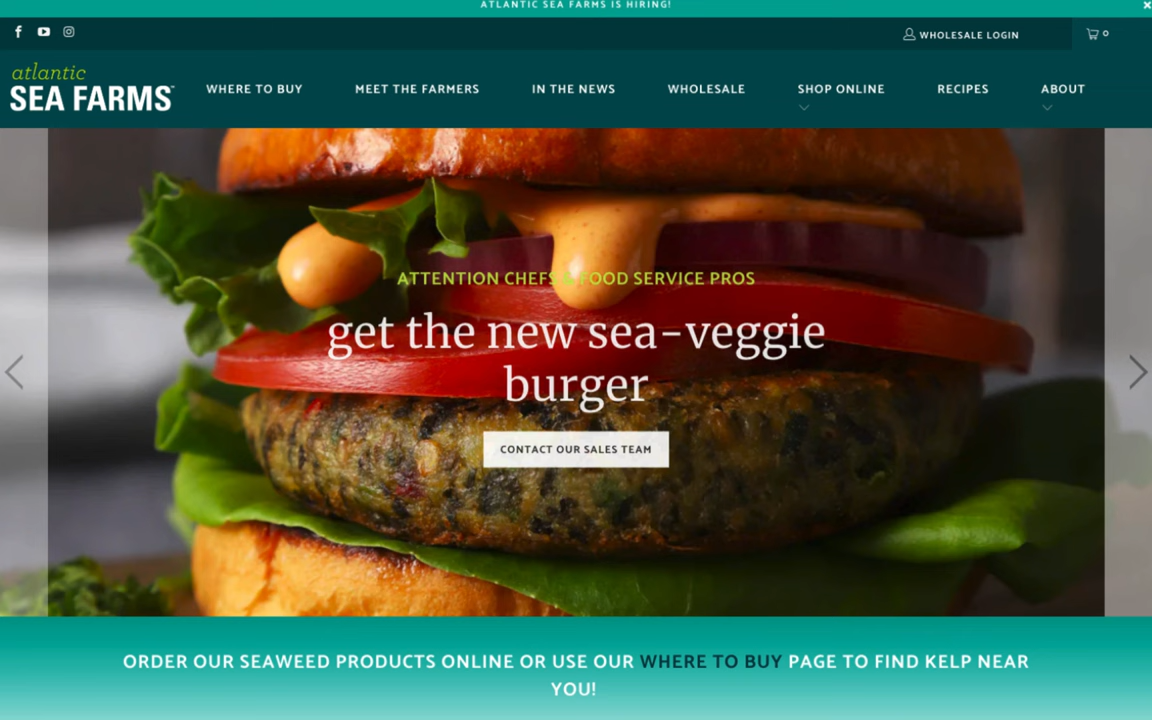 ATLANTIC SEA FARMS IS HIRING!
WHOLESALE LOGIN
0
atlantic
SEA FARMS™
WHERE TO BUY
MEET THE FARMERS
IN THE NEWS
WHOLESALE
SHOP ONLINE
RECIPES
ABOUT
ATTENTION CHEFS & FOOD SERVICE PROS
get the new sea-veggie
burger
CONTACT OUR SALES TEAM
ORDER OUR SEAWEED PRODUCTS ONLINE OR USE OUR WHERE TO BUY PAGE TO FIND KELP NEAR
YOU!